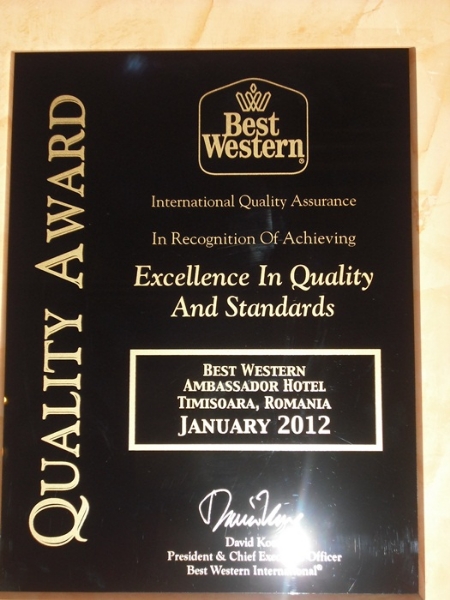 QUALITY AWARD
Best
Western®
International Quality Assurance
In Recognition Of Achieving
Excellence In Quality
And Standards
BEST WESTERN
AMBASSADOR HOTEL
TIMISOARA, ROMANIA
JANUARY 2012
David
President & Chief Officer
Best Western International®